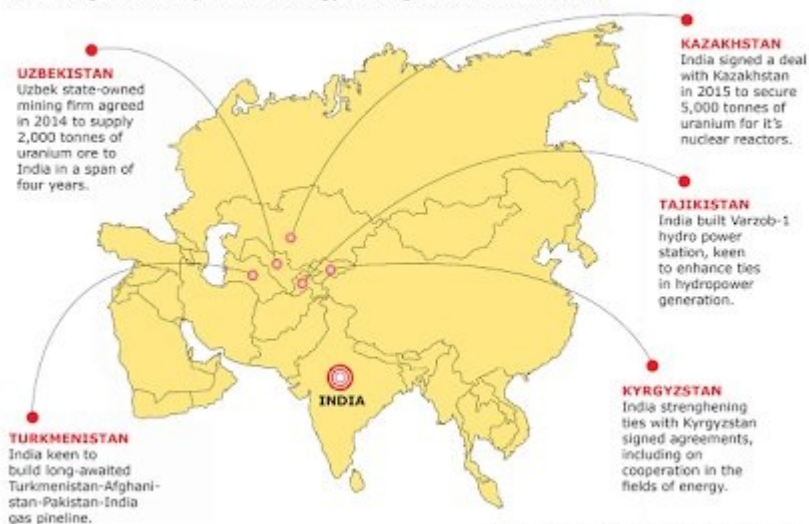 UZBEKISTAN
Uzbek state-owned
mining firm agreed
in 2014 to supply
2,000 tonnes of
uranium ore to
India in a span of
four years.
KAZAKHSTAN
India signed a deal
with Kazakhstan
in 2015 to secure
5,000 tonnes of
uranium for it's
nuclear reactors.
TAJIKISTAN
India built Varzob-1
hydro power
station, keen
to enhance ties
in hydropower
generation.
INDIA
KYRGYZSTAN
India strenghening
ties with Kyrgyzstan
signed agreements,
including on
cooperation in the
fields of energy.
TURKMENISTAN
India keen to
build long-awaited
Turkmenistan-Afghani-
stan-Pakistan-India
gas pineline.